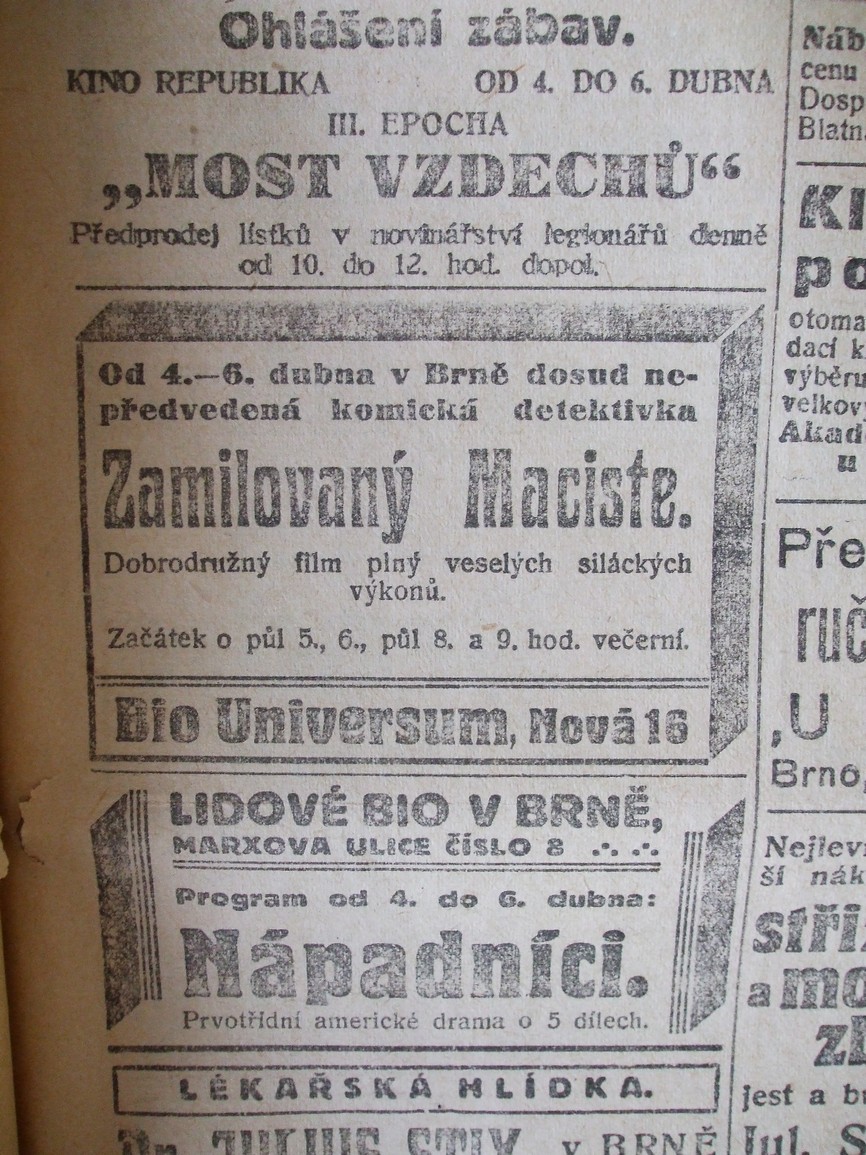 Ohlášení zábav.
KINO REPUBLIKA OD 4. DO 6. DUBNA
III. EPOCHA
„MOST VZDECHŮ“
Předprodej lístků v novinářství legionářů denně
od 10. do 12. hod. dopol.
Od 4.—6. dubna v Brně dosud ne-
předvedená komická detektivka
Zamilovaný Maciste.
Dobrodružný film plný veselých siláckých
výkonů.
Začátek o půl 5., 6., půl 8. a 9. hod. večerní.
Bio Universum, Nová 16
LIDOVÉ BIO V BRNĚ,
MARXOVA ULICE ČÍSLO 8
Program od 4. do 6. dubna:
Nápadníci.
Prvotřídní americké drama o 5 dílech.
LÉKAŘSKÁ HLÍDKA.
Dr. v BRNĚ
Náb
cenu
Dosp
Blatn
Kl
po
otoma
dací k
výběru
velkov
Akad
u
Pře
ruč
‚U
Brno,
Nejlev
ší nák
stři
a mo
zl
jest a b
Jul. S